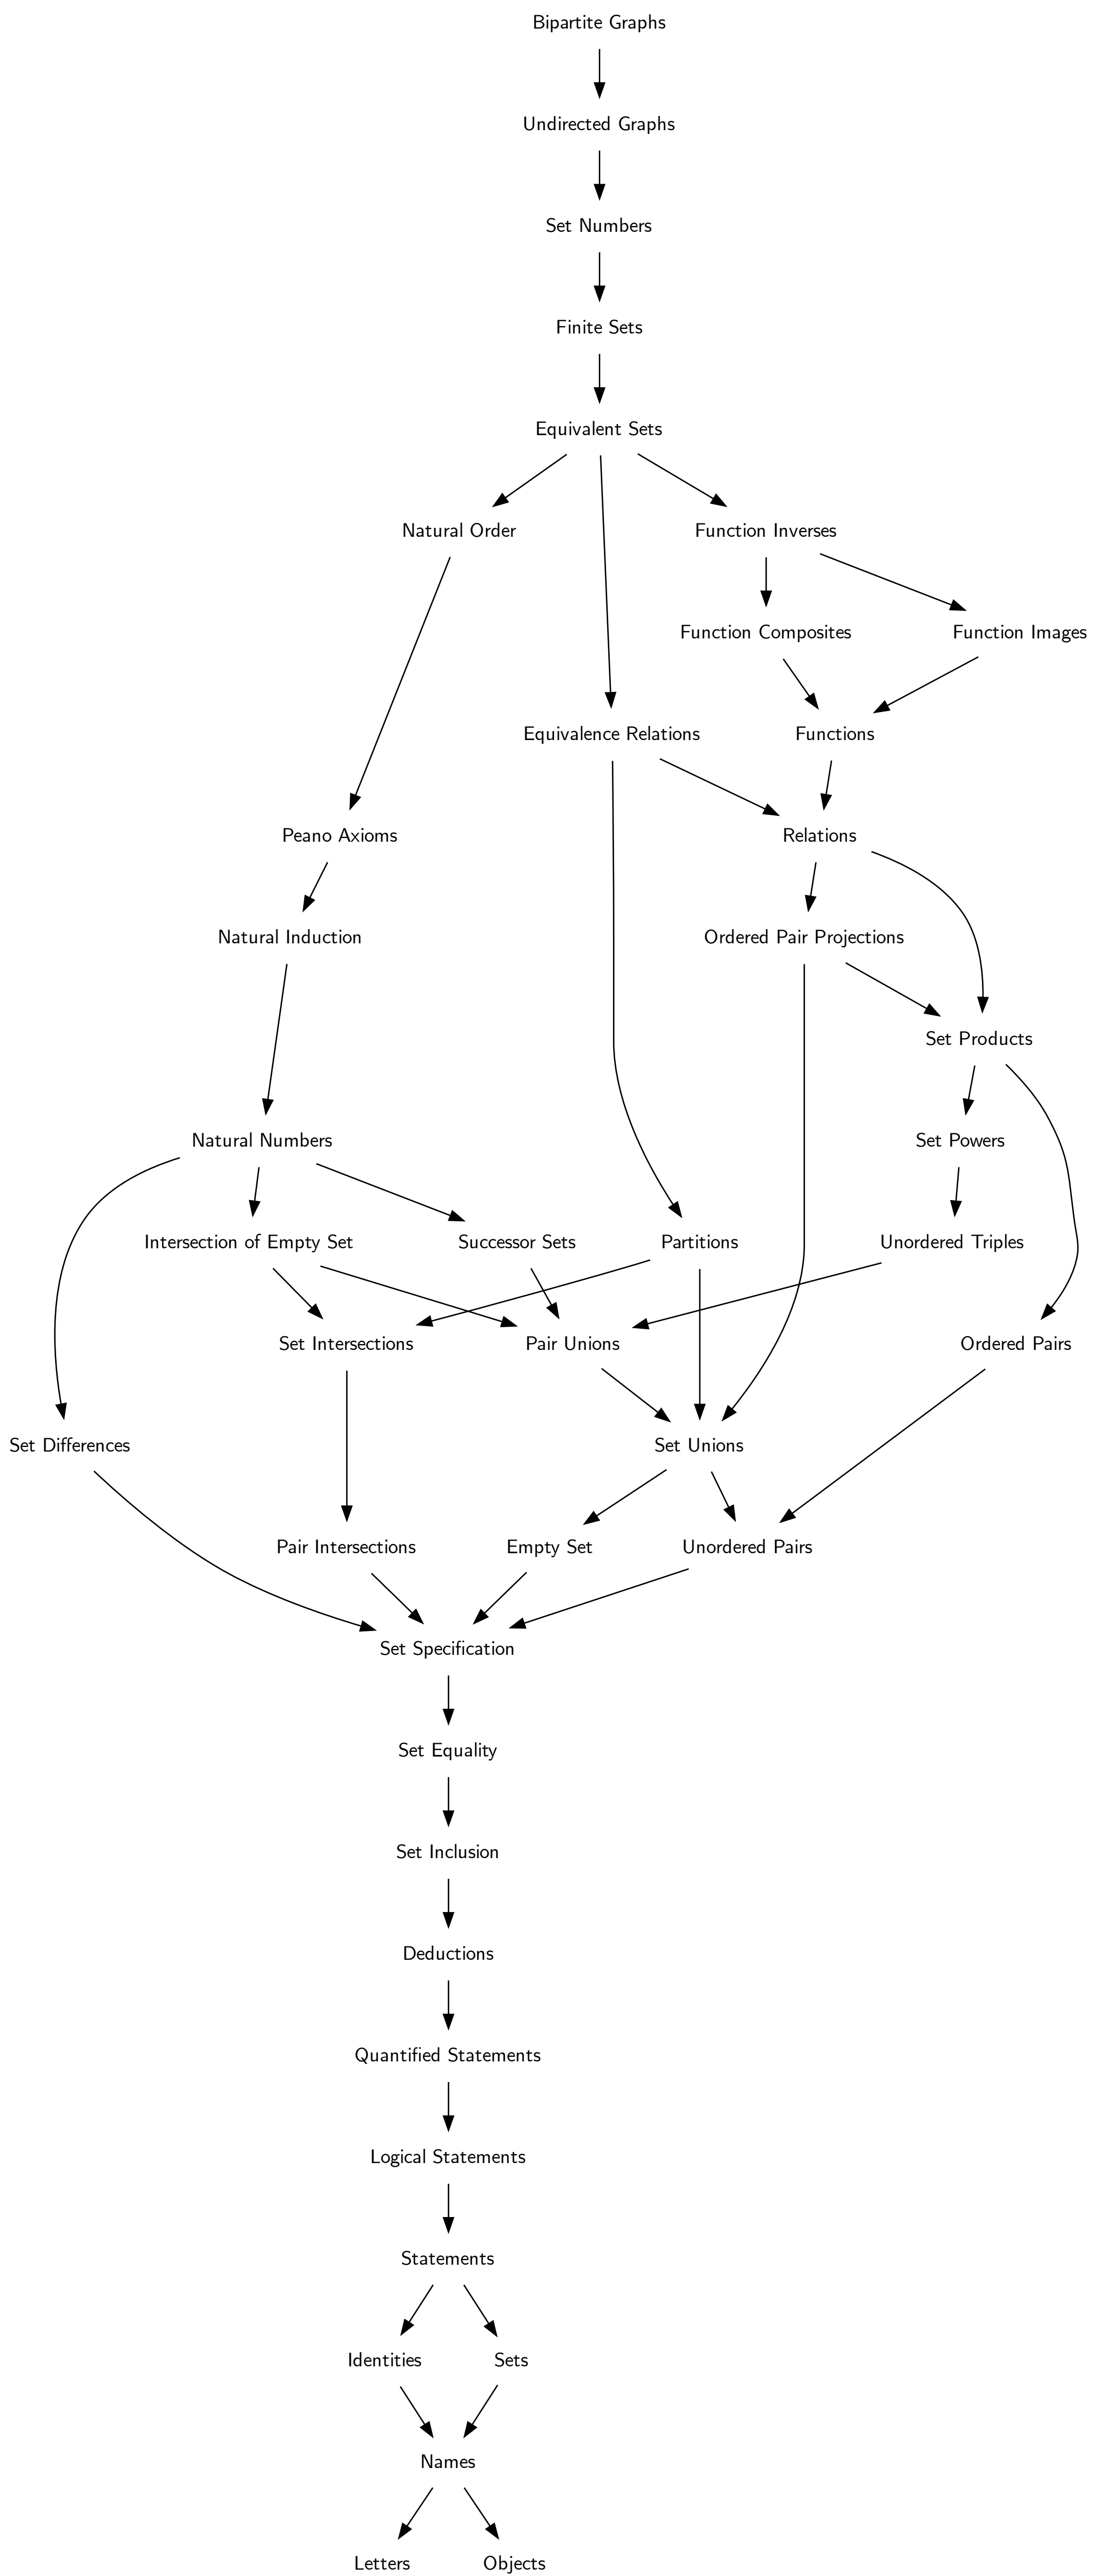 Bipartite Graphs
Undirected Graphs
Set Numbers
Finite Sets
Equivalent Sets
Natural Order
Function Inverses
Function Composites
Function Images
Equivalence Relations
Functions
Peano Axioms
Relations
Natural Induction
Ordered Pair Projections
Set Products
Natural Numbers
Set Powers
Intersection of Empty Set
Successor Sets
Partitions
Unordered Triples
Set Intersections
Pair Unions
Ordered Pairs
Set Differences
Set Unions
Pair Intersections
Empty Set
Unordered Pairs
Set Specification
Set Equality
Set Inclusion
Deductions
Quantified Statements
Logical Statements
Statements
Identities
Sets
Names
Letters
Objects